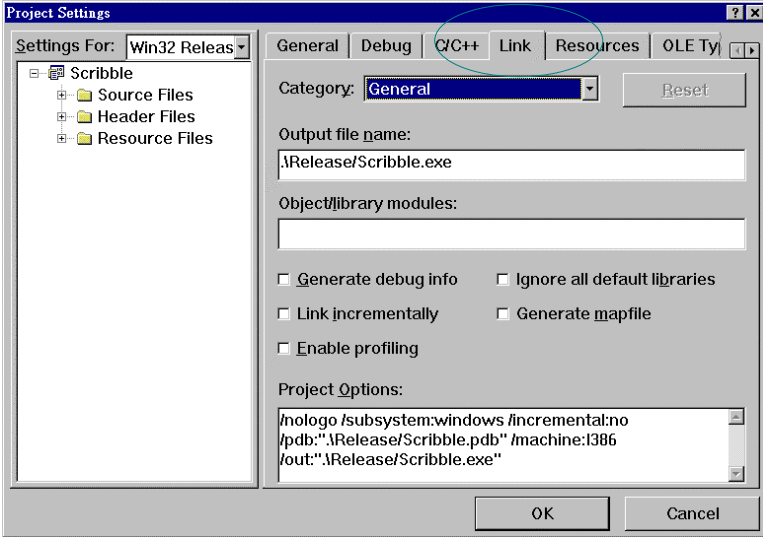 Project Settings
Settings For: Win32 Releas
Scribble
Source Files
Header Files
Resource Files
General Debug C/C++ Link Resources OLE Ty
Category: General
Reset
Output file name:
.\Release/Scribble.exe
Object/library modules:
Generate debug info
Ignore all default libraries
Link incrementally
Generate mapfile
Enable profiling
Project Options:
/nologo /subsystem:windows /incremental:no
/pdb:".\Release/Scribble.pdb" /machine:I386
/out:".\Release/Scribble.exe"
OK
Cancel